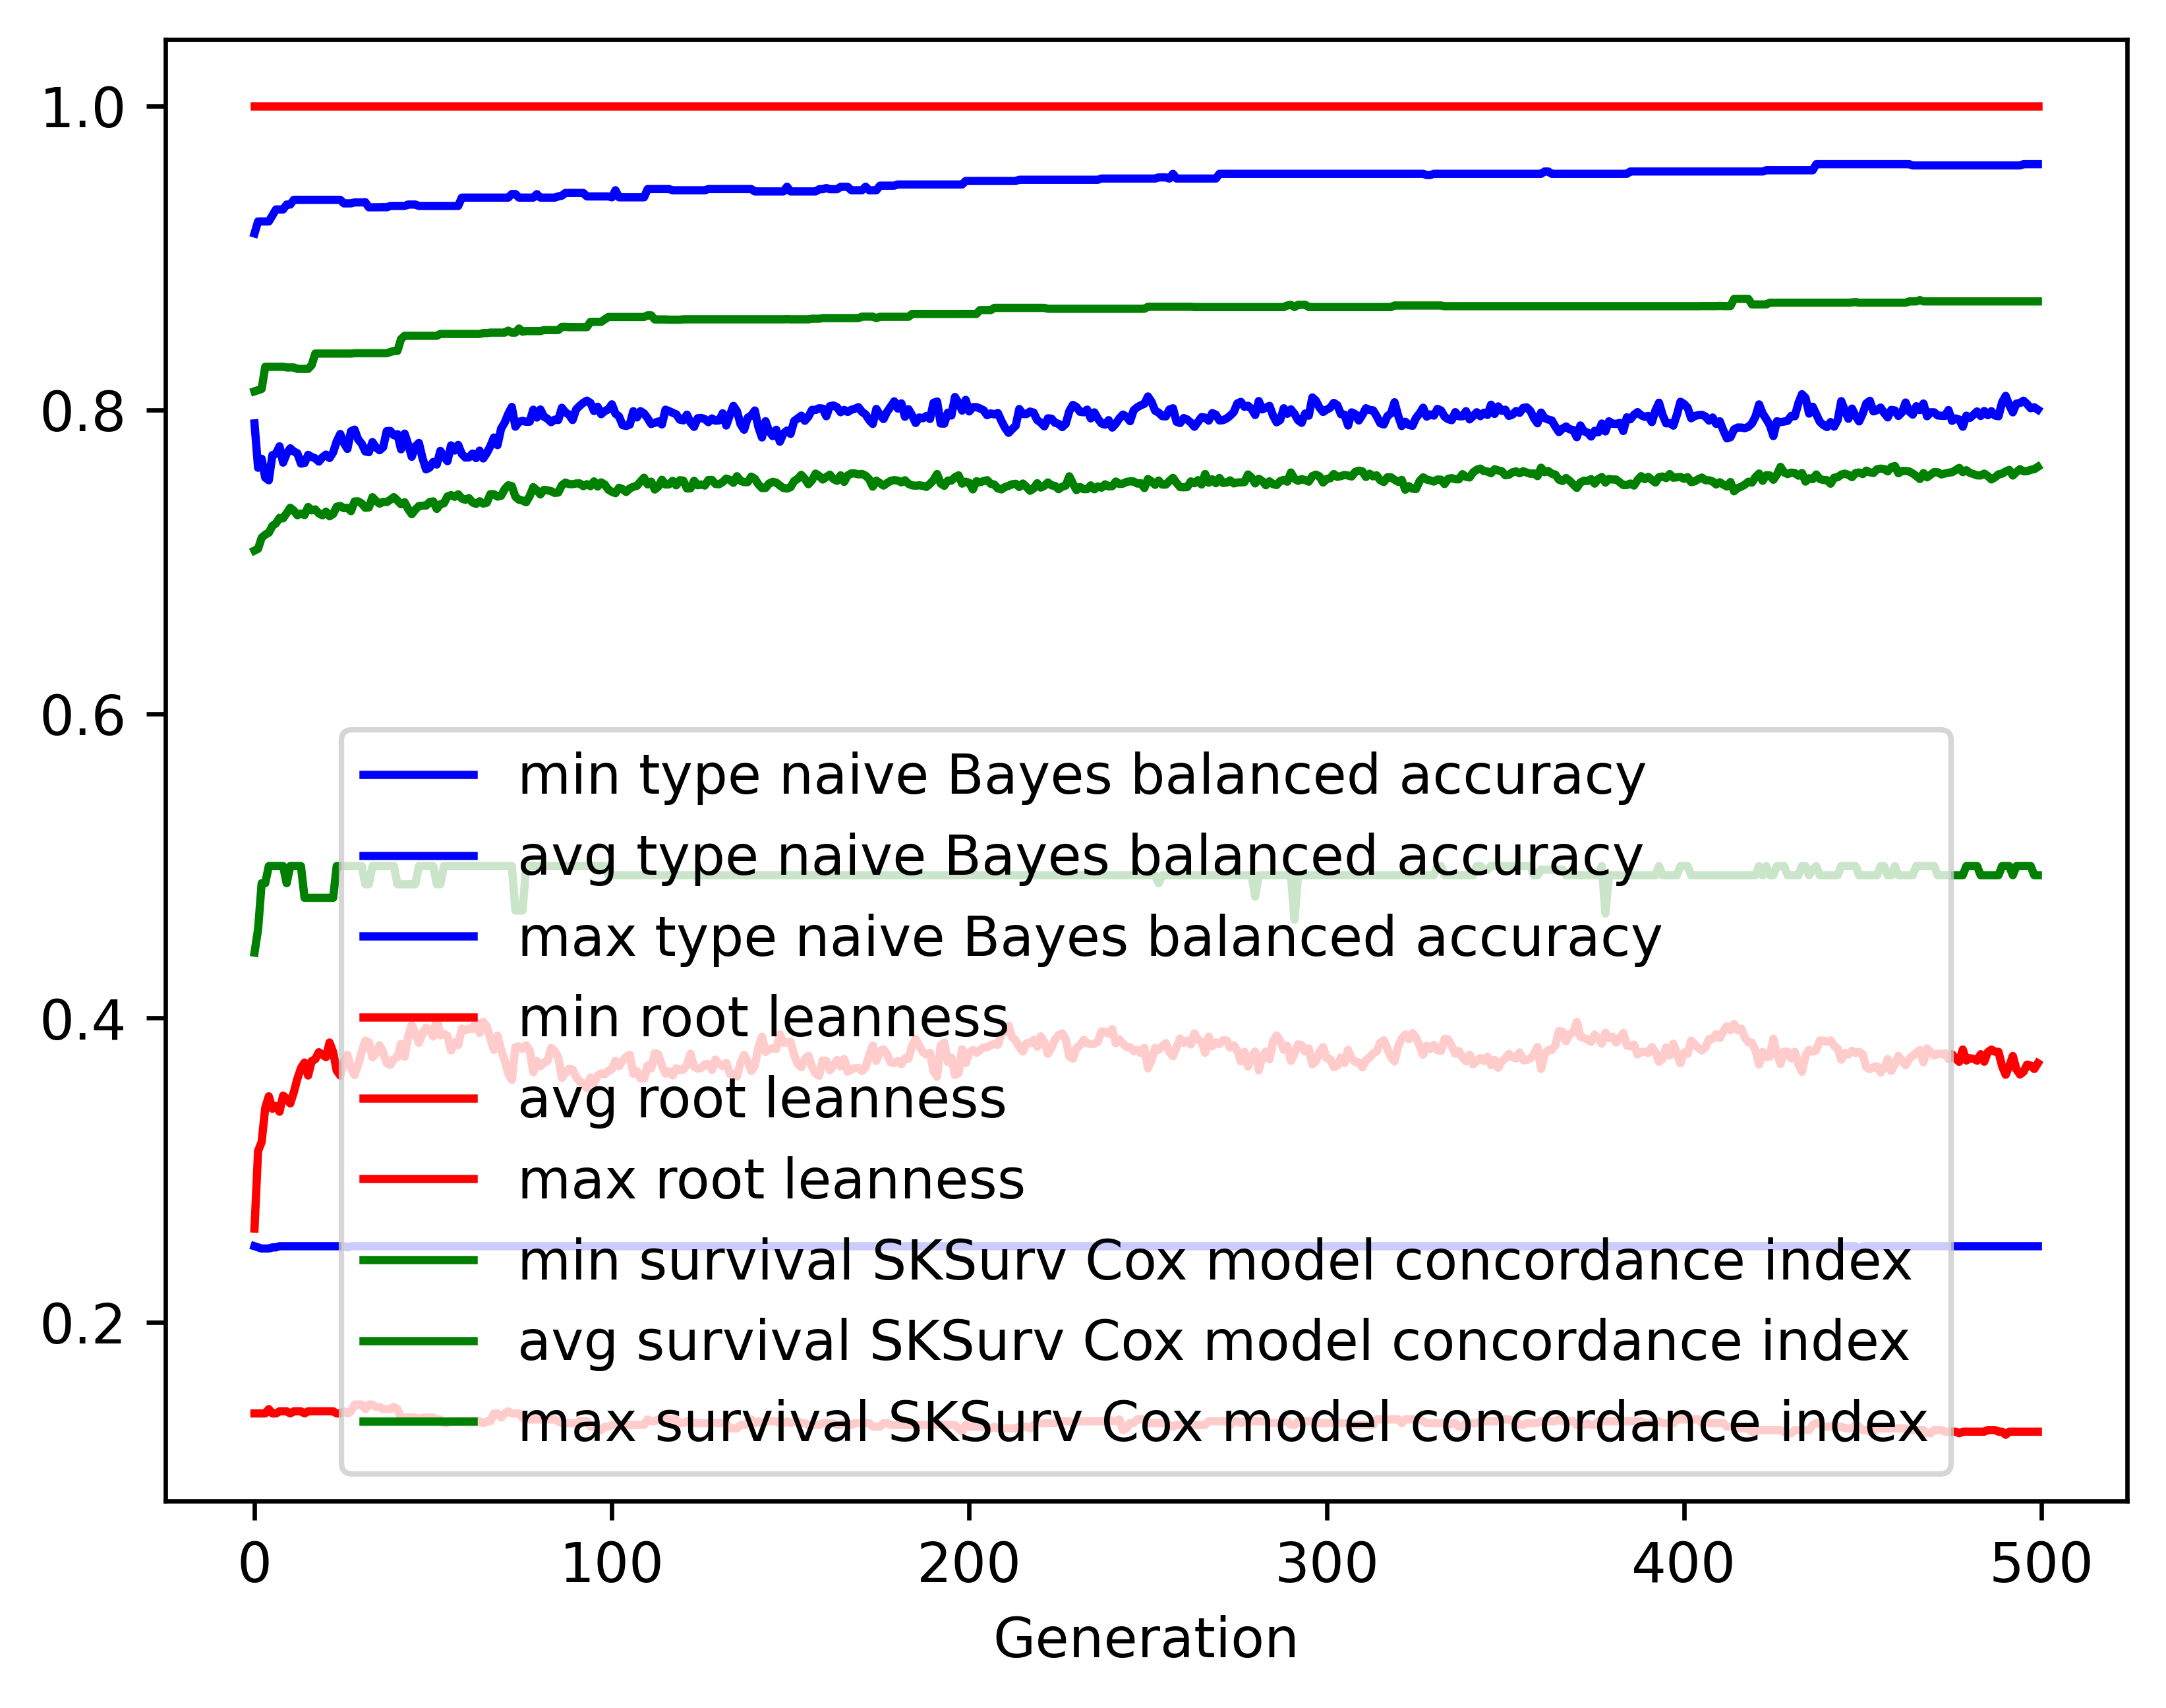 1.0
0.8
0.6
0.4
0.2
min type naive Bayes balanced accuracy
avg type naive Bayes balanced accuracy
max type naive Bayes balanced accuracy
min root leanness
avg root leanness
max root leanness
min survival SKSurv Cox model concordance index
avg survival SKSurv Cox model concordance index
max survival SKSurv Cox model concordance index
0 100 200 300 400 500
Generation